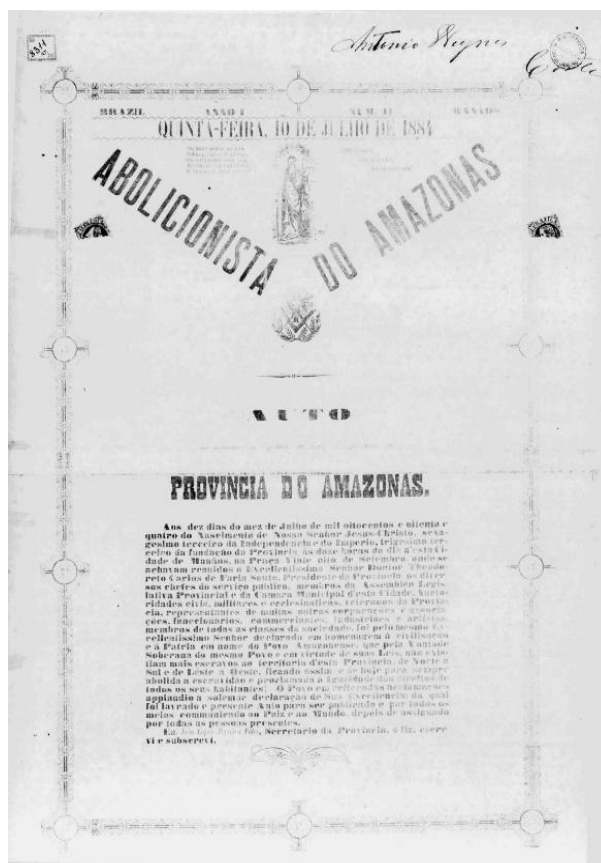 Antonio
BRAZIL ANNO I NUM. 11 MANÁOS
QUINTA-FEIRA, 10 DE JULHO DE 1884
ABOLICIONISTA DO AMAZONAS
AUTO
PROVINCIA DO AMAZONAS.
Aos dez dias do mez de Julho de mil oitocentos e oitenta e
quatro do Nascimento de Nosso Senhor Jesus-Christo, sexa-
gesimo terceiro da Independencia e do Imperio, trigesimo ter-
ceiro da fundação da Provincia as doze horas do dia n'esta Ci-
dade de Manáos, na Praça Vinte oito de Setembro, onde se
achavam reunidos o Excellentissimo Senhor Doutor Theodo-
reto Carlos de Faria Souto, Presidente da Provincia, os diver-
sos chefes do serviço publico, membros da Assembléa Legis-
lativa Provincial e da Camara Municipal d'esta Cidade, Aucto-
ridades civis, militares e ecclesiasticas, da Provin-
cia, representantes de muitas outras corporações e associa-
ções, funccionarios, commerciantes, industriaes e artistas,
membros de todas as classes da sociedade, foi pelo mesmo Ex-
cellentissimo Senhor declarado em homenagem á civilisação
e á Patria em nome do Povo Amazonense, que pela Vontade
Soberana do mesmo Povo e em virtude de suas Leis, não exis-
tiam mais escravos no territorio d'esta Provincia, de Norte a
Sul e de Leste a Oeste, ficando assim e de hoje para sempre
abolida a escravidão e proclamada a igualdade dos direitos de
todos os seus habitantes. O Povo em reiteradas
applaudio a solemne declaração de Sua Excellencia da qual
foi lavrado o presente Auto para ser publicado e por todos os
meios communicado ao Paiz e ao Mundo, depois de assignado
por todas as pessoas presentes.
Eu, Secretario da Provincia, o fiz, escre-
vi e subscrevi.